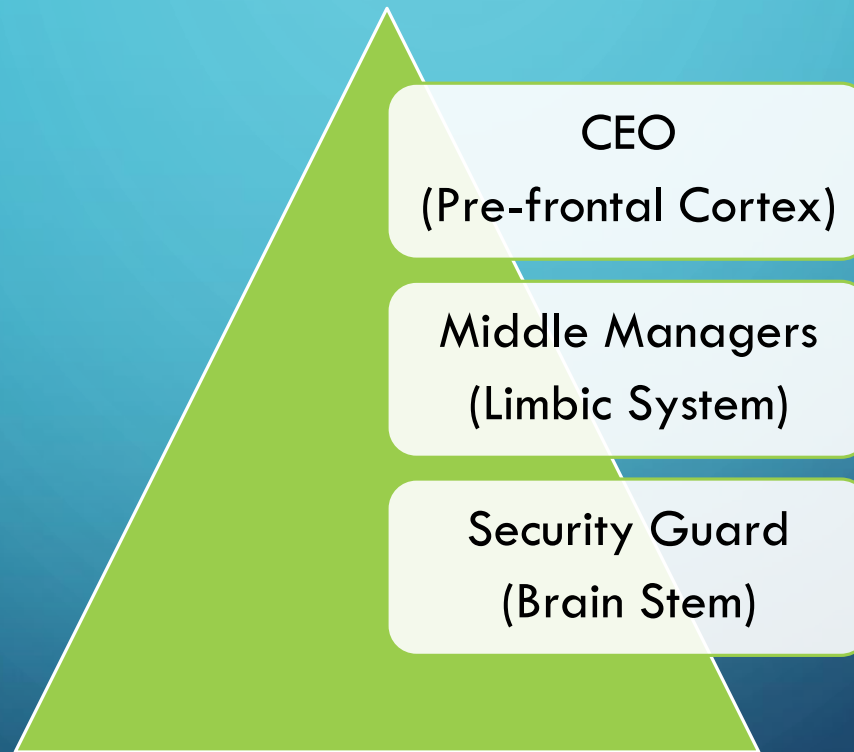 CEO
(Pre-frontal Cortex)
Middle Managers
(Limbic System)
Security Guard
(Brain Stem)